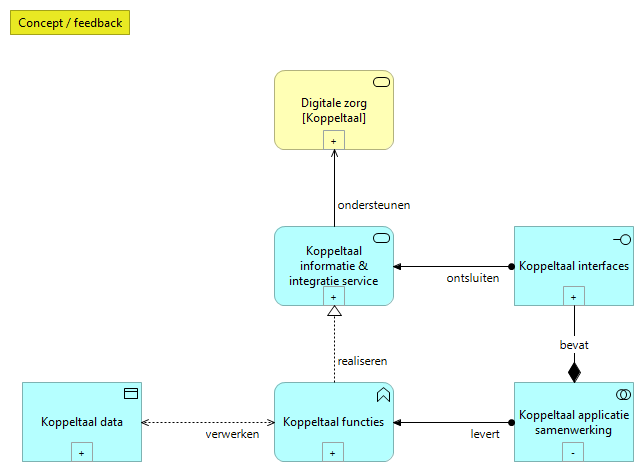 Concept / feedback
Digitale zorg
[Koppeltaal]
+
ondersteunen
Koppeltaal
informatie &
integratie service
+
ontsluiten
Koppeltaal interfaces
+
bevat
realiseren
Koppeltaal data
+
verwerken
Koppeltaal functies
+
levert
Koppeltaal applicatie
samenwerking
-